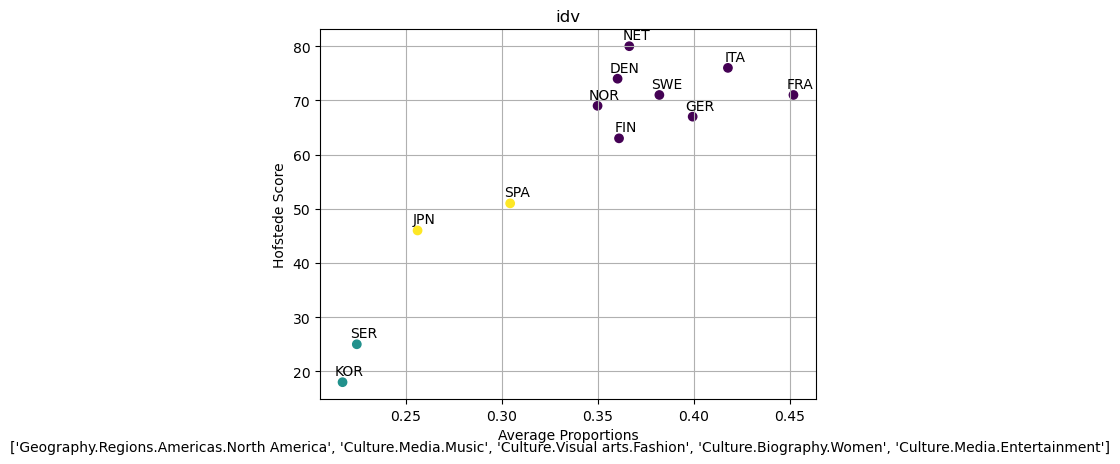 idv
80
70
60
50
40
30
20
Hofstede Score
NET
ITA
DEN
SWE
FRA
NOR
GER
FIN
SPA
JPN
SER
KOR
0.25 0.30 0.35 0.40 0.45
Average Proportions
['Geography.Regions.Americas.North America', 'Culture.Media.Music', 'Culture.Visual arts.Fashion', 'Culture.Biography.Women', 'Culture.Media.Entertainment']